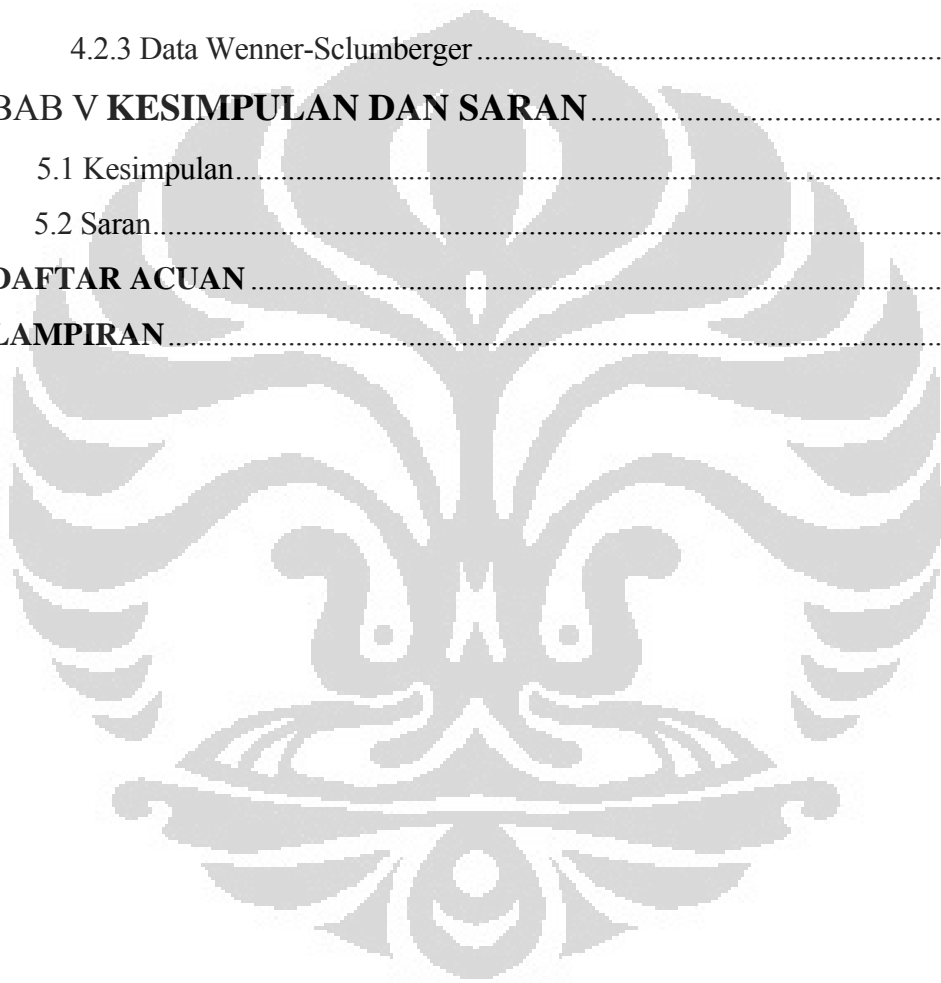 4.2.3 Data Wenner-Sclumberger................................................................
BAB V KESIMPULAN DAN SARAN................................................
5.1 Kesimpulan..........................................................................................
5.2 Saran....................................................................................................
DAFTAR ACUAN.......................................................................................
LAMPIRAN.................................................................................................